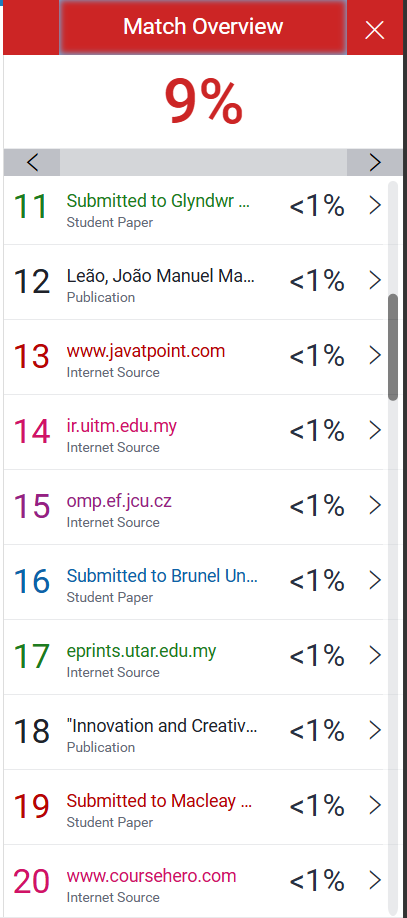 Match Overview
9%
11 Submitted to Glyndwr ... <1%
Student Paper
12 Leão, João Manuel Ma... <1%
Publication
13 www.javatpoint.com <1%
Internet Source
14 ir.uitm.edu.my <1%
Internet Source
15 omp.ef.jcu.cz <1%
Internet Source
16 Submitted to Brunel Un... <1%
Student Paper
17 eprints.utar.edu.my <1%
Internet Source
18 "Innovation and Creativ... <1%
Publication
19 Submitted to Macleay ... <1%
Student Paper
20 www.coursehero.com <1%
Internet Source